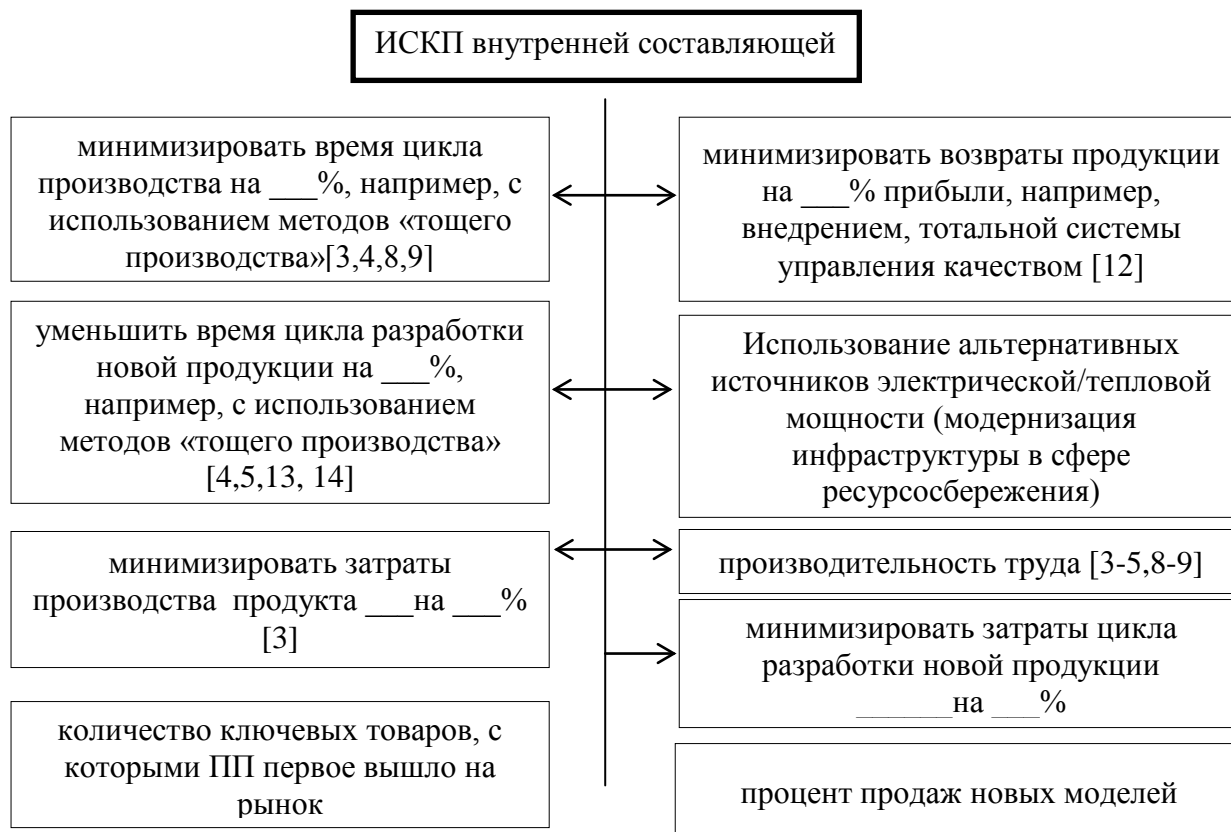 ИСКП внутренней составляющей
минимизировать время цикла
производства на ___%, например, с
использованием методов «тощего
производства»[3,4,8,9]
минимизировать возвраты продукции
на ___% прибыли, например,
внедрением, тотальной системы
управления качеством [12]
уменьшить время цикла разработки
новой продукции на ___%,
например, с использованием
методов «тощего производства»
[4,5,13, 14]
Использование альтернативных
источников электрической/тепловой
мощности (модернизация
инфраструктуры в сфере
ресурсосбережения)
минимизировать затраты
производства продукта ___на ___%
[3]
производительность труда [3-5,8-9]
минимизировать затраты цикла
разработки новой продукции
______на ___%
количество ключевых товаров, с
которыми ПП первое вышло на
рынок
процент продаж новых моделей